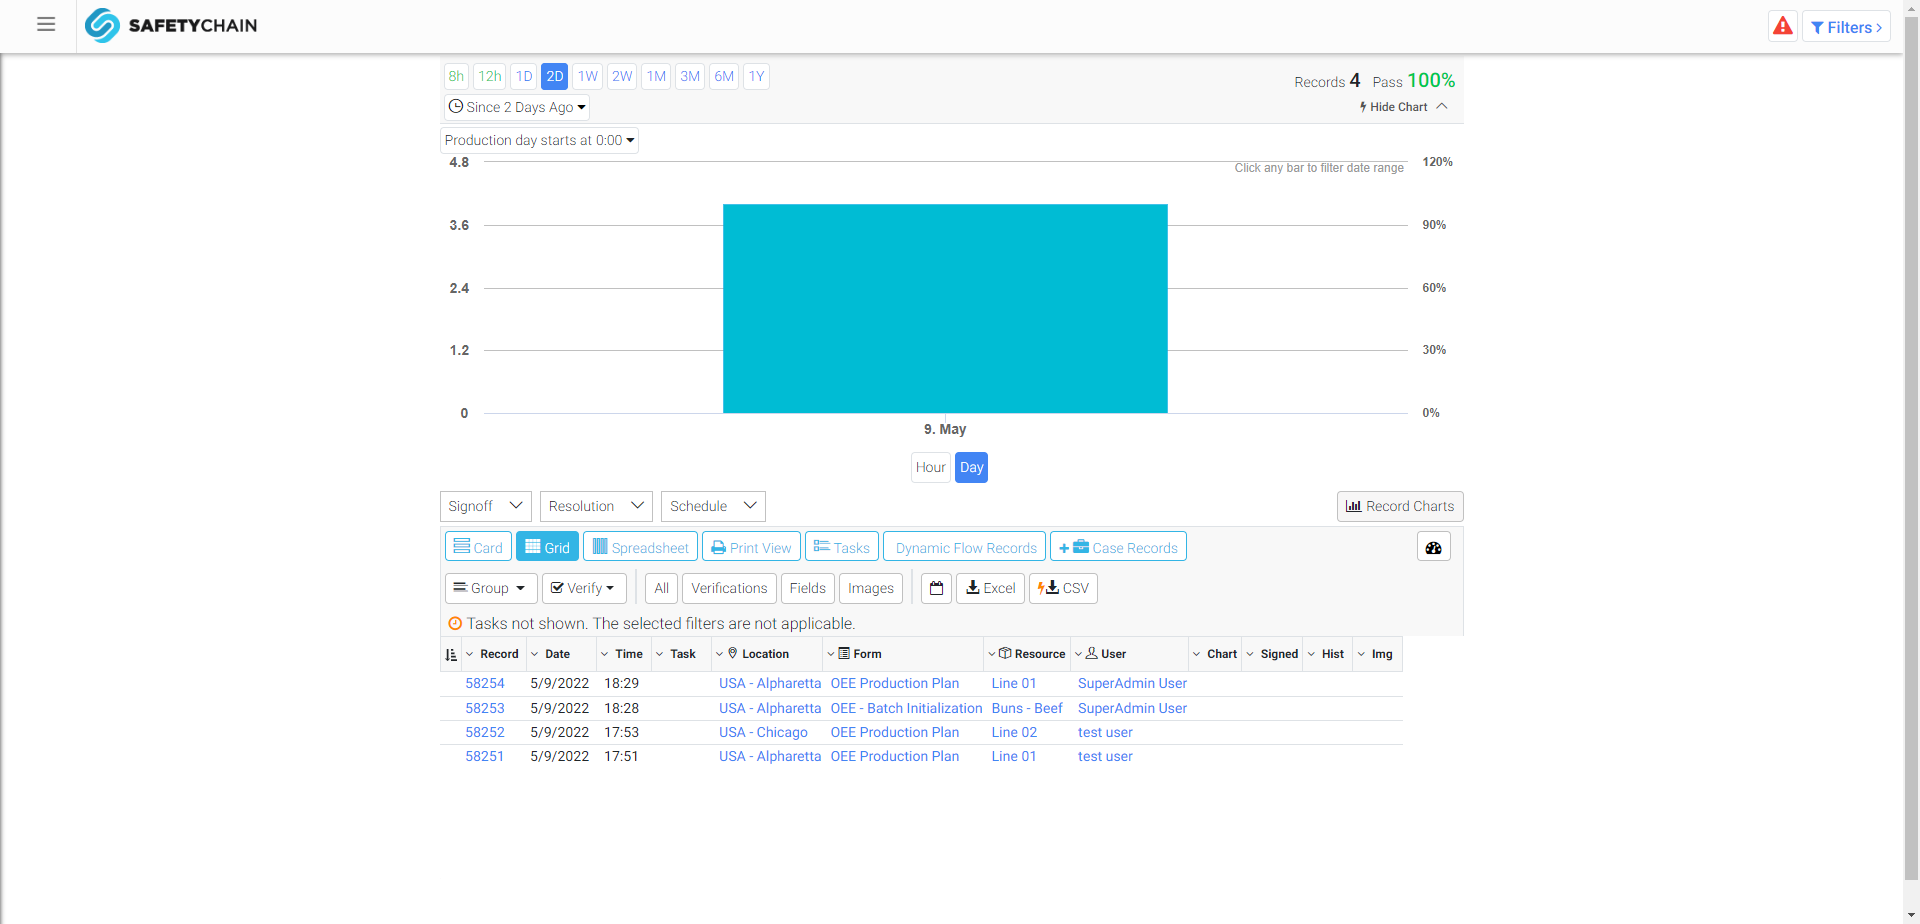 SAFETYCHAIN
Filters
8h 12h 1D 2D 1W 2W 1M 3M 6M 1Y
Records 4 Pass 100%
Since 2 Days Ago
Hide Chart
Production day starts at 0:00
4.8 120%
Click any bar to filter date range
3.6 90%
2.4 60%
1.2 30%
0 0%
9. May
Hour Day
Signoff Resolution Schedule Record Charts
Card Grid Spreadsheet Print View Tasks Dynamic Flow Records + Case Records
Group Verify All Verifications Fields Images Excel CSV
Tasks not shown. The selected filters are not applicable.
Record Date Time Task Location Form Resource User Chart Signed Hist Img
58254 5/9/2022 18:29 USA - Alpharetta OEE Production Plan Line 01 SuperAdmin User
58253 5/9/2022 18:28 USA - Alpharetta OEE - Batch Initialization Buns - Beef SuperAdmin User
58252 5/9/2022 17:53 USA - Chicago OEE Production Plan Line 02 test user
58251 5/9/2022 17:51 USA - Alpharetta OEE Production Plan Line 01 test user